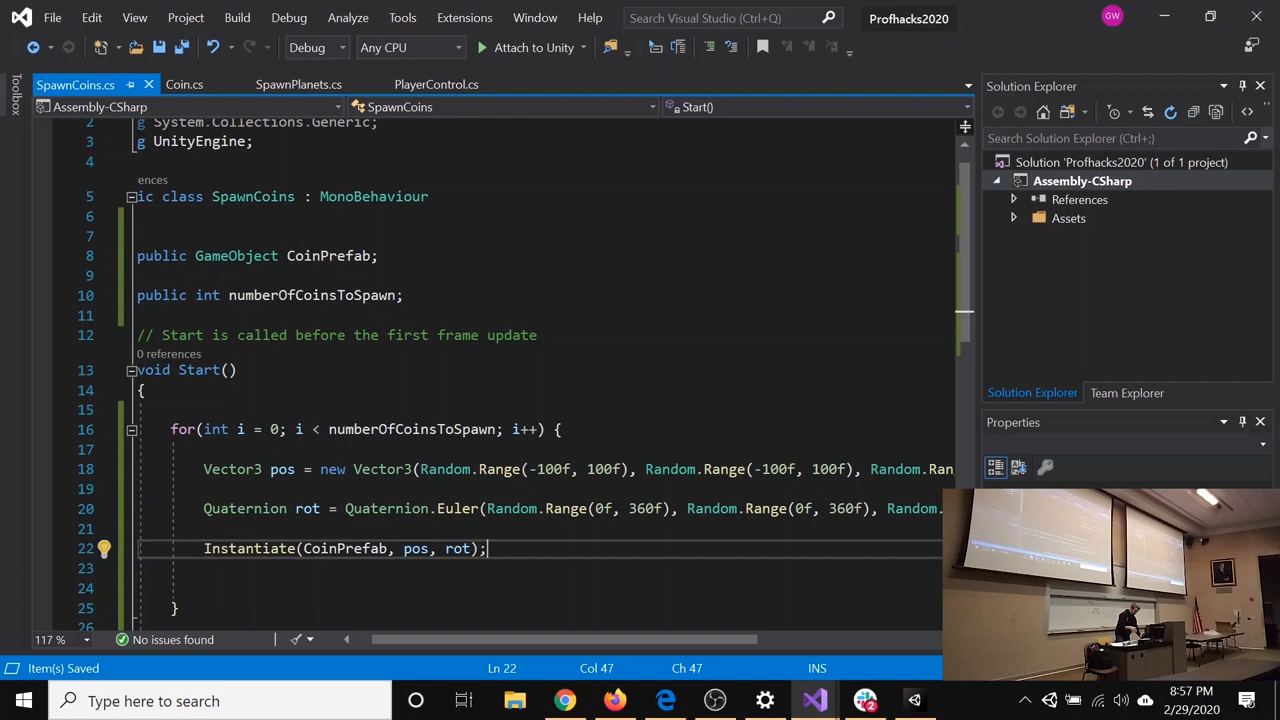 File Edit View Project Build Debug Analyze Tools Extensions Window Help Search Visual Studio (Ctrl+Q) Profhacks2020 GW
Debug Any CPU Attach to Unity
SpawnCoins.cs Coin.cs SpawnPlanets.cs PlayerControl.cs
Assembly-CSharp SpawnCoins Start()
Toolbox
2 g System.Collections.Generic;
3 g UnityEngine;
4
ences
5 ic class SpawnCoins : MonoBehaviour
6
7
8 public GameObject CoinPrefab;
9
10 public int numberOfCoinsToSpawn;
11
12 // Start is called before the first frame update
0 references
13 void Start()
14 {
15
16 for(int i = 0; i < numberOfCoinsToSpawn; i++) {
17
18 Vector3 pos = new Vector3(Random.Range(-100f, 100f), Random.Range(-100f, 100f), Random.Ran
19
20 Quaternion rot = Quaternion.Euler(Random.Range(0f, 360f), Random.Range(0f, 360f), Random.
21
22 Instantiate(CoinPrefab, pos, rot);
23
24
25 }
26
117 % No issues found
Item(s) Saved Ln 22 Col 47 Ch 47 INS
Solution Explorer
Search Solution Explorer (Ctrl+;)
Solution 'Profhacks2020' (1 of 1 project)
Assembly-CSharp
References
Assets
Solution Explorer Team Explorer
Properties
Type here to search
2
8:57 PM
2/29/2020